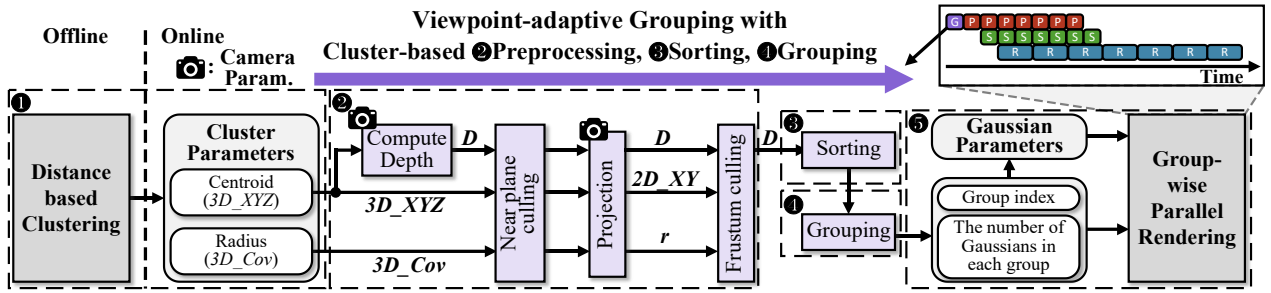 Viewpoint-adaptive Grouping with
Cluster-based ❷Preprocessing, ❸Sorting, ❹Grouping
Offline
Online
: Camera
Param.
G P P P P P P P
S S S S S S S
R R R R R R R
Time
❶
Distance
based
Clustering
Cluster
Parameters
Centroid
(3D_XYZ)
Radius
(3D_Cov)
❷
Compute
Depth
D
3D_XYZ
3D_Cov
Near plane
culling
Projection
D
2D_XY
r
Frustum culling
D
❸
Sorting
❹
Grouping
❺
Gaussian
Parameters
Group index
The number of
Gaussians in
each group
Group-
wise
Parallel
Rendering